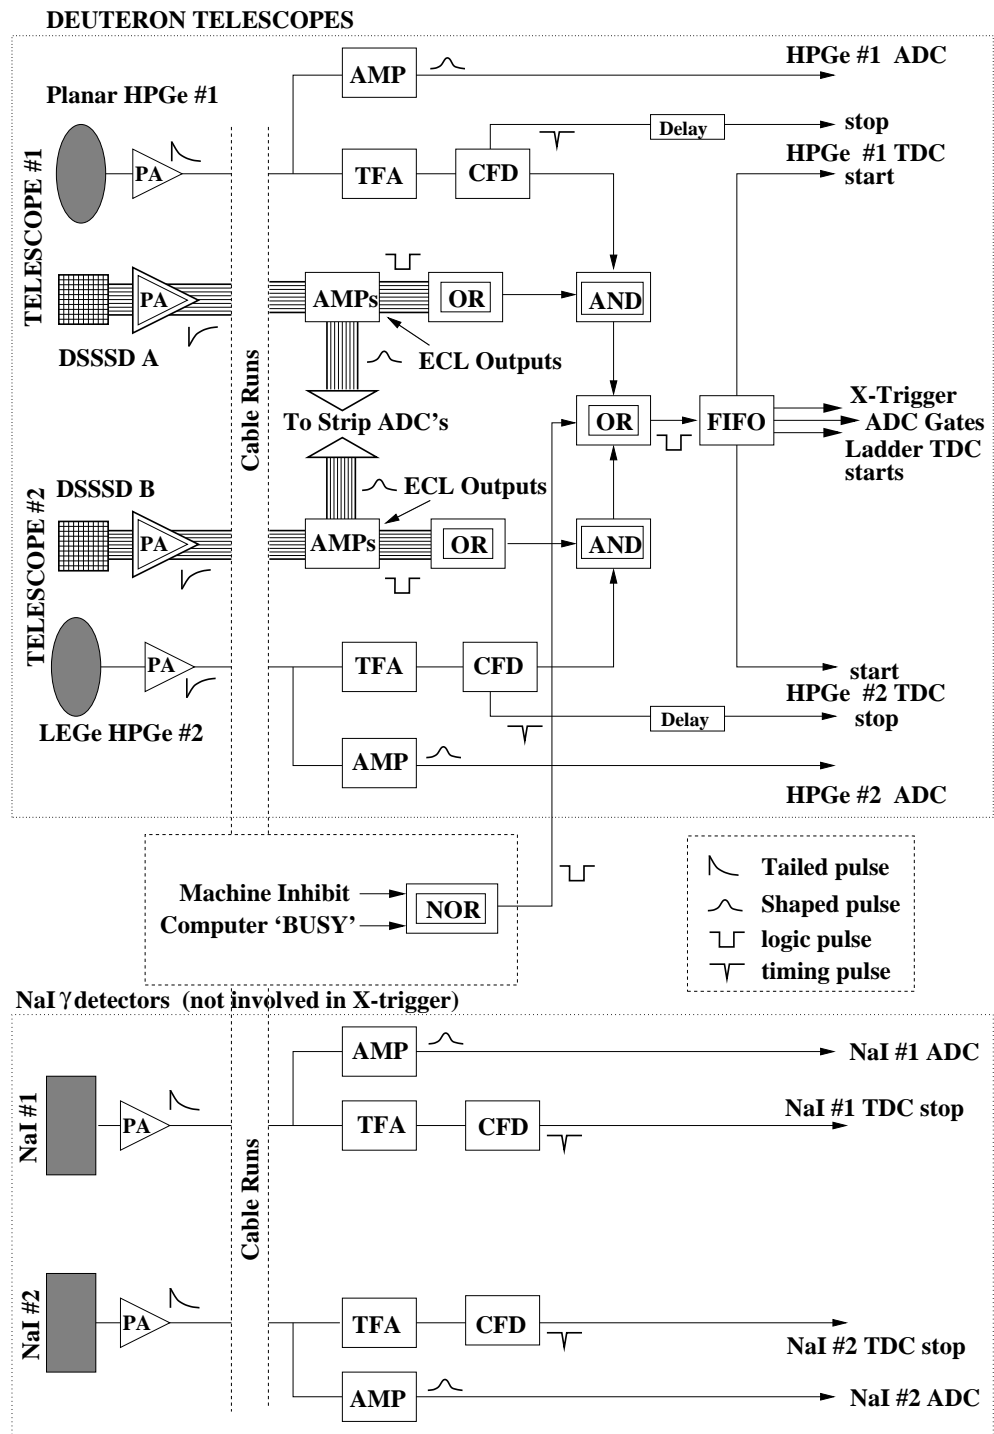 DEUTERON TELESCOPES
HPGe #1 ADC
AMP
Planar HPGe #1
stop
Delay
HPGe #1 TDC
start
PA
TFA
CFD
TELESCOPE #1
PA
AMPs
OR
AND
DSSSD A
ECL Outputs
Cable Runs
To Strip ADC's
OR
FIFO
X-Trigger
ADC Gates
Ladder TDC
starts
DSSSD B
ECL Outputs
TELESCOPE #2
PA
AMPs
OR
AND
PA
TFA
CFD
start
HPGe #2 TDC
stop
Delay
LEGe HPGe #2
AMP
HPGe #2 ADC
Machine Inhibit
Computer ‘BUSY’
NOR
Tailed pulse
Shaped pulse
logic pulse
timing pulse
NaI γ detectors (not involved in X-trigger)
AMP
NaI #1 ADC
NaI #1
PA
TFA
CFD
NaI #1 TDC stop
Cable Runs
NaI #2
PA
TFA
CFD
NaI #2 TDC stop
AMP
NaI #2 ADC